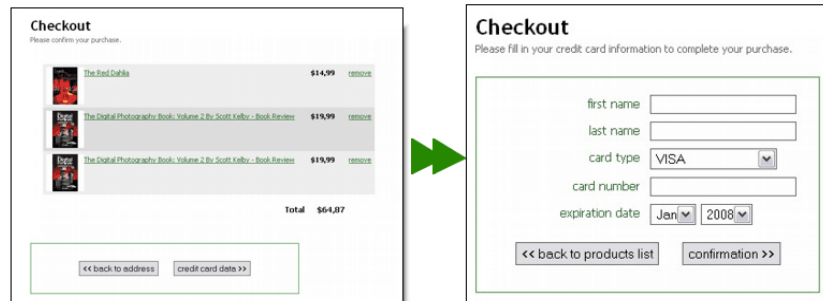 Checkout
Please confirm your purchase.
The Red Dahlia $14,99 remove
The Digital Photography Book: Volume 2 By Scott Kelby - Book Review $19,99 remove
The Digital Photography Book: Volume 2 By Scott Kelby - Book Review $19,99 remove
Total $64,87
<< back to address credit card data >>
Checkout
Please fill in your credit card information to complete your purchase.
first name
last name
card type VISA
card number
expiration date Jan 2008
<< back to products list confirmation >>